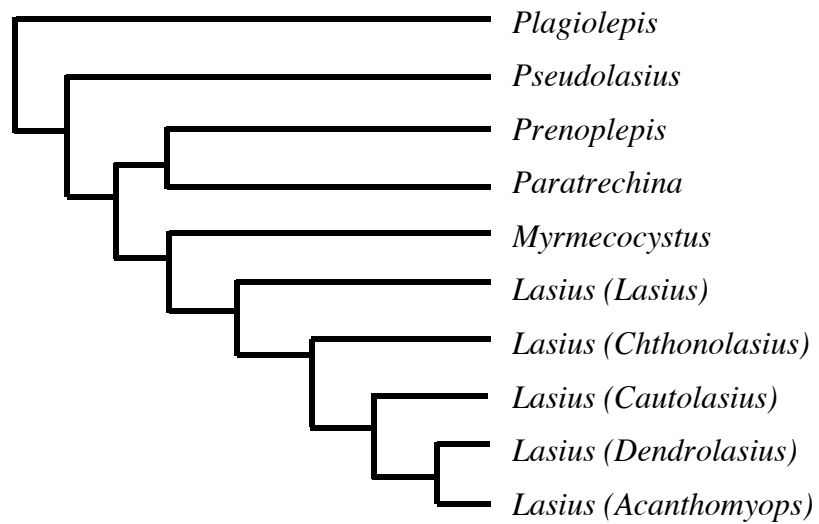 Plagiolepis
Pseudolasius
Prenoplepis
Paratrechina
Myrmecocystus
Lasius (Lasius)
Lasius (Chthonolasius)
Lasius (Cautolasius)
Lasius (Dendrolasius)
Lasius (Acanthomyops)